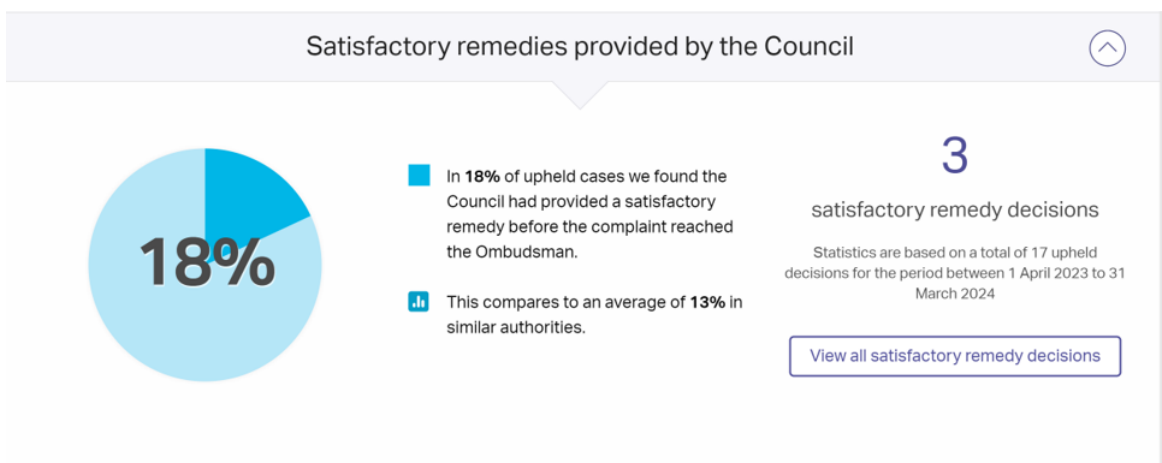 Satisfactory remedies provided by the Council
18%
In 18% of upheld cases we found the
Council had provided a satisfactory
remedy before the complaint reached
the Ombudsman.
This compares to an average of 13% in
similar authorities.
3
satisfactory remedy decisions
Statistics are based on a total of 17 upheld
decisions for the period between 1 April 2023 to 31
March 2024
View all satisfactory remedy decisions